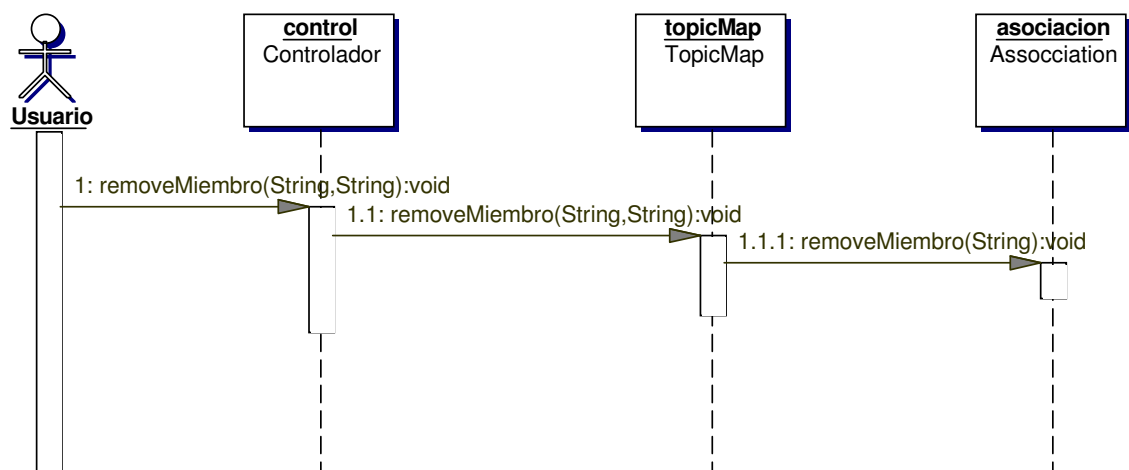 control
Controlador
topicMap
TopicMap
asociacion
Assocciation
Usuario
1: removeMiembro(String,String):void
1.1: removeMiembro(String,String):void
1.1.1: removeMiembro(String):void